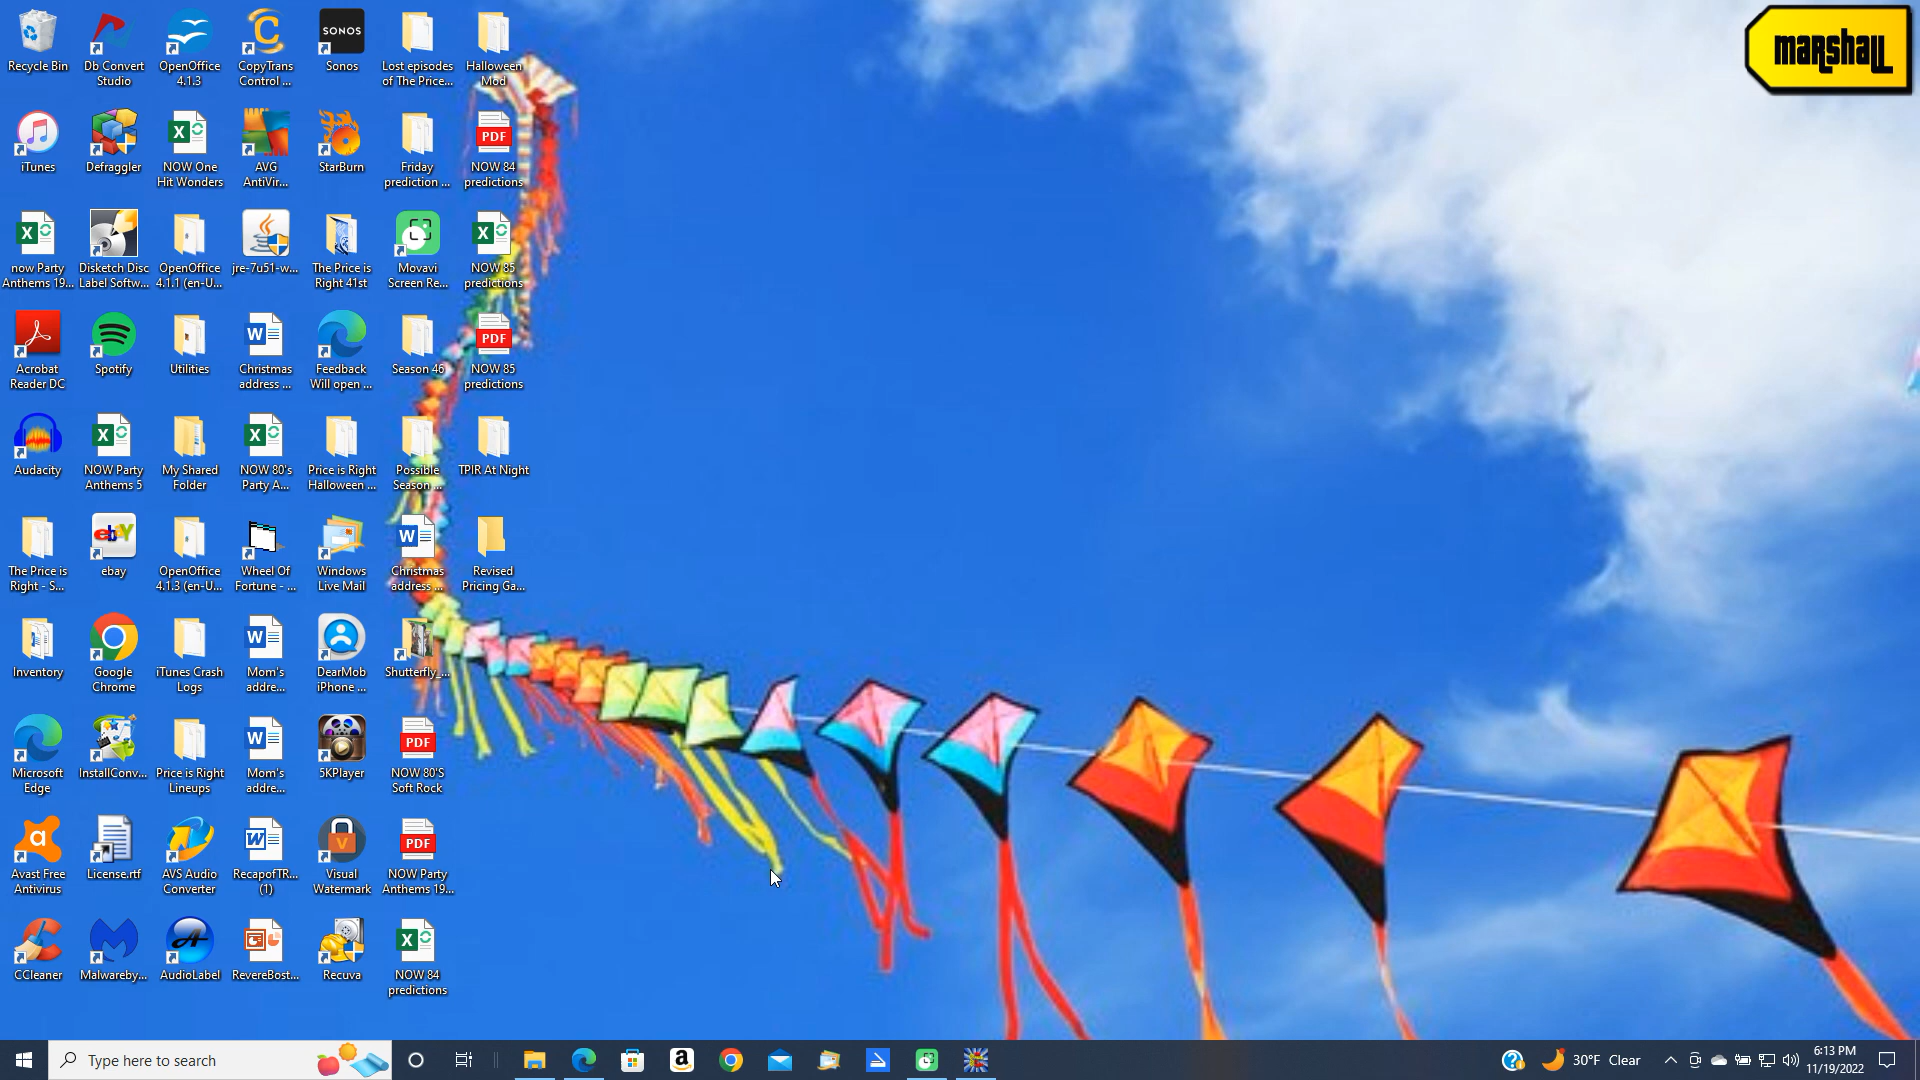 Recycle Bin
Db Convert
Studio
OpenOffice
4.1.3
CopyTrans
Control ...
SONOS
Sonos
Lost episodes
of The Price...
Halloween
Mod
marshall
iTunes
Defraggler
NOW One
Hit Wonders
AVG
AntiVir...
StarBurn
Friday
prediction ...
PDF
NOW 84
predictions
now Party
Anthems 19...
Disketch Disc
Label Softw...
OpenOffice
4.1.1 (en-U...
jre-7u51-w...
The Price is
Right 41st
Movavi
Screen Re...
NOW 85
predictions
Acrobat
Reader DC
Spotify
Utilities
Christmas
address ...
Feedback
Will open ...
Season 46
PDF
NOW 85
predictions
Audacity
NOW Party
Anthems 5
My Shared
Folder
NOW 80's
Party A...
Price is Right
Halloween ...
Possible
Season ...
TPIR At Night
The Price is
Right - S...
ebay
ebay
OpenOffice
4.1.3 (en-U...
Wheel Of
Fortune - ...
Windows
Live Mail
Christmas
address ...
Revised
Pricing Ga...
Inventory
Google
Chrome
iTunes Crash
Logs
Mom's
addre...
DearMob
iPhone ...
Shutterfly_...
Microsoft
Edge
InstallConv...
Price is Right
Lineups
Mom's
addre...
5KPlayer
PDF
NOW 80'S
Soft Rock
Avast Free
Antivirus
License.rtf
AVS Audio
Converter
RecapofTR...
(1)
Visual
Watermark
PDF
NOW Party
Anthems 19...
CCleaner
Malwareby...
AudioLabel
RevereBost...
Recuva
NOW 84
predictions
Type here to search
30°F Clear
6:13 PM
11/19/2022